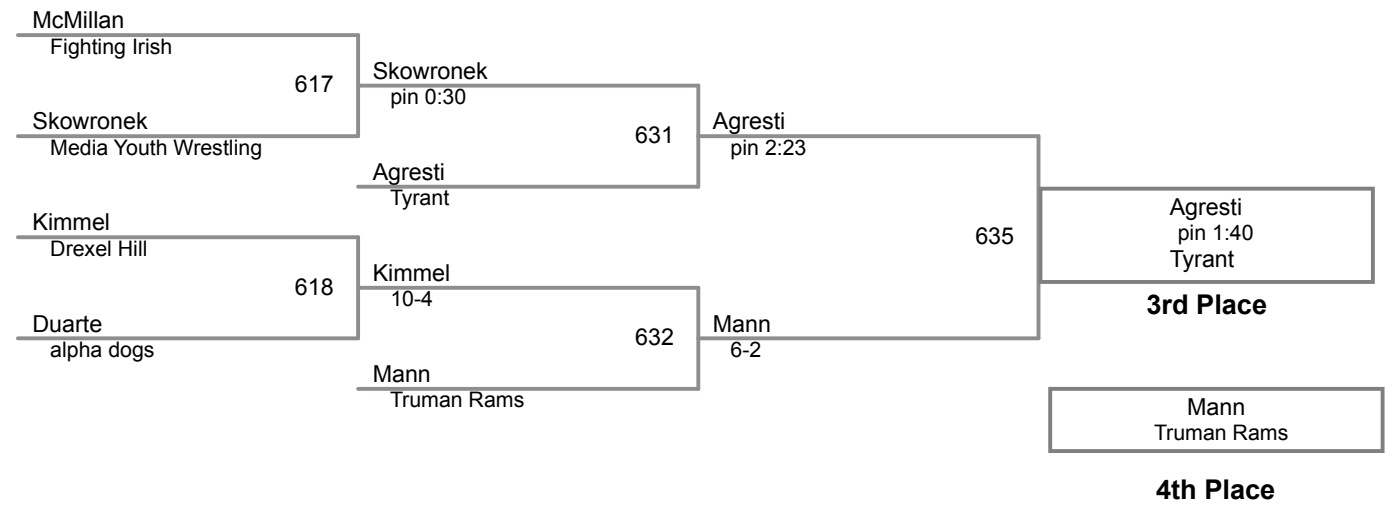 McMillan
Fighting Irish
617
Skowronek
pin 0:30
Skowronek
Media Youth Wrestling
631
Agresti
pin 2:23
Agresti
Tyrant
Kimmel
Drexel Hill
635
Agresti
pin 1:40
Tyrant
3rd Place
618
Kimmel
10-4
Duarte
alpha dogs
632
Mann
6-2
Mann
Truman Rams
Mann
Truman Rams
4th Place